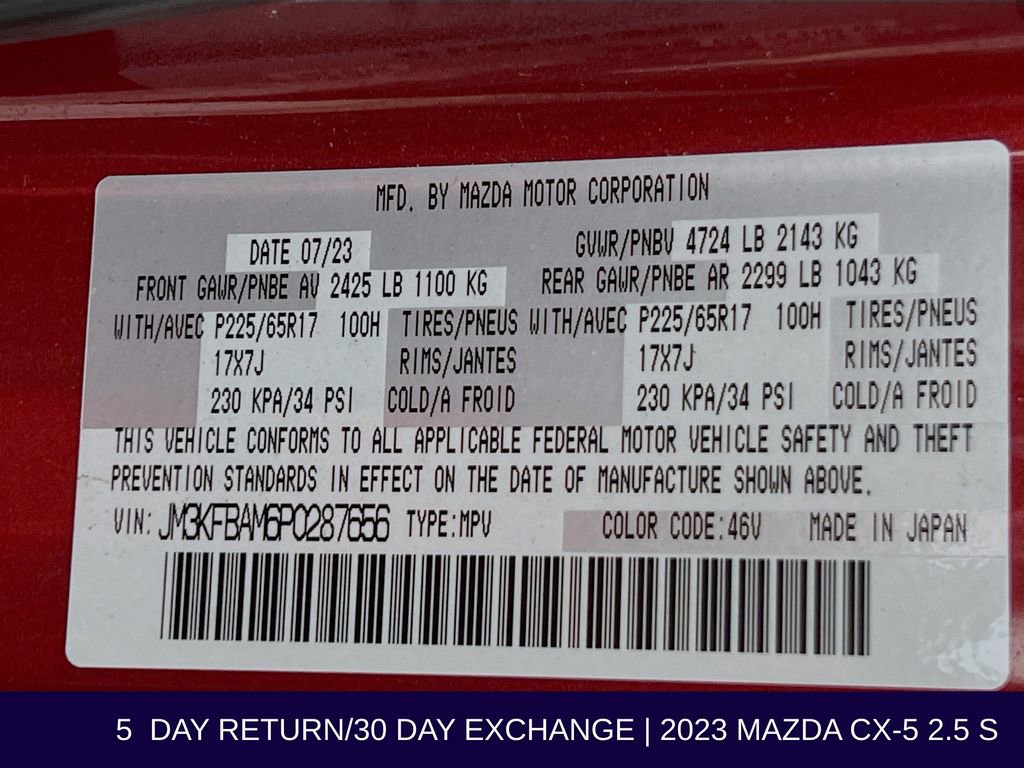 MFD. BY MAZDA MOTOR CORPORATION
DATE 07/23 GVWR/PNBV 4724 LB 2143 KG
FRONT GAWR/PNBE AV 2425 LB 1100 KG REAR GAWR/PNBE AR 2299 LB 1043 KG
WITH/AVEC P225/65R17 100H TIRES/PNEUS WITH/AVEC P225/65R17 100H TIRES/PNEUS
17X7J RIMS/JANTES 17X7J RIMS/JANTES
230 KPA/34 PSI COLD/A FROID 230 KPA/34 PSI COLD/A FROID
THIS VEHICLE CONFORMS TO ALL APPLICABLE FEDERAL MOTOR VEHICLE SAFETY AND THEFT
PREVENTION STANDARDS IN EFFECT ON THE DATE OF MANUFACTURE SHOWN ABOVE.
VIN: JM3KFBAM6P0287656 TYPE:MPV COLOR CODE:46V MADE IN JAPAN
5 DAY RETURN/30 DAY EXCHANGE | 2023 MAZDA CX-5 2.5 S